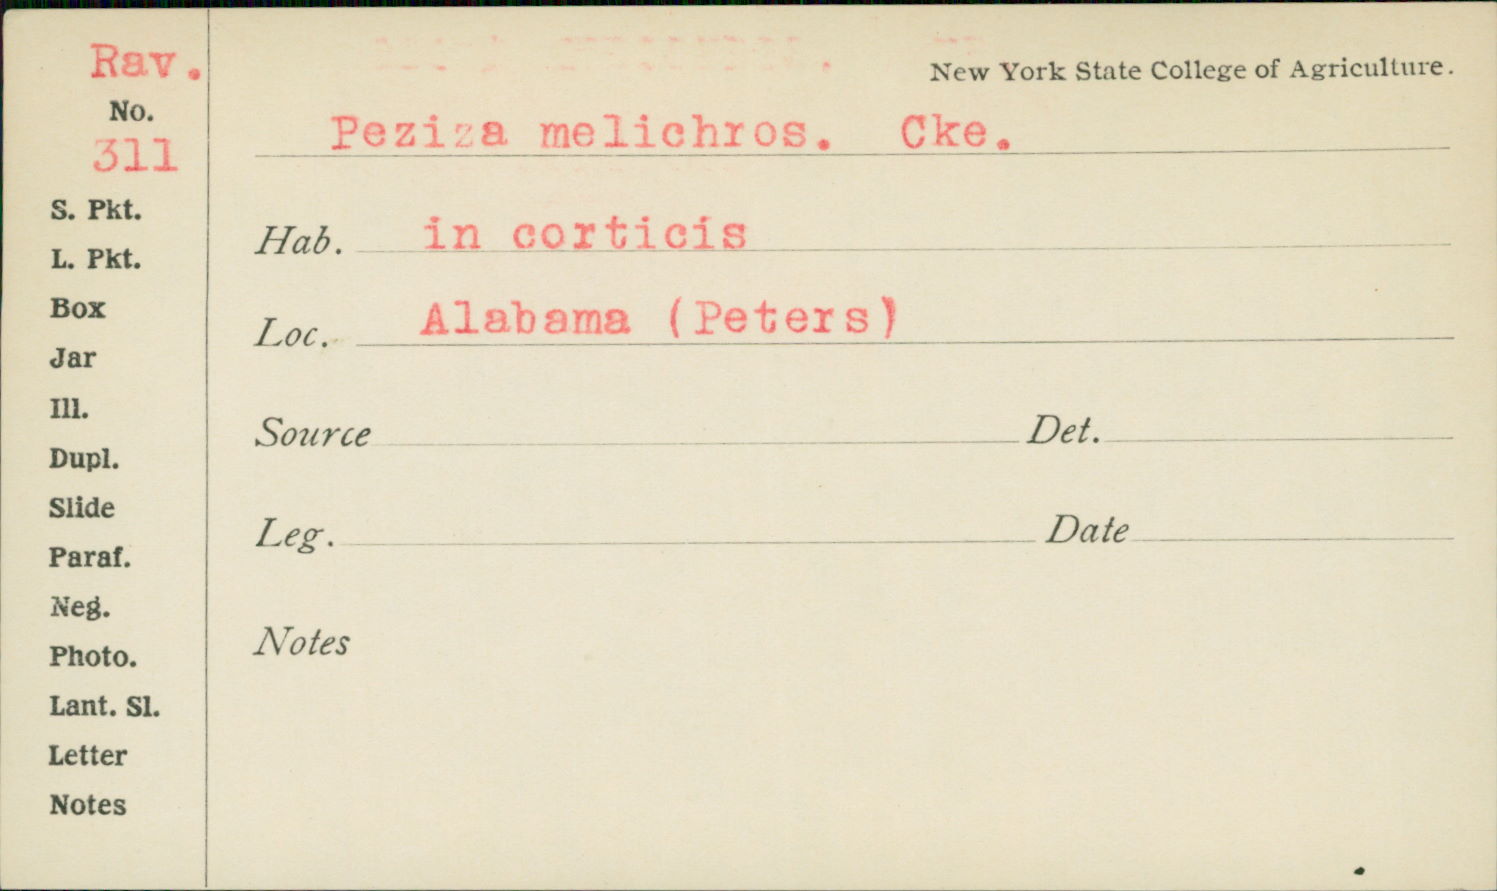 Rav.
No.
311
S. Pkt.
L. Pkt.
Box
Jar
Ill.
Dupl.
Slide
Paraf.
Neg.
Photo.
Lant. Sl.
Letter
Notes
New York State College of Agriculture.
Peziza melichros. Cke.
Hab. in corticis
Loc. Alabama (Peters)
Source Det.
Leg. Date
Notes